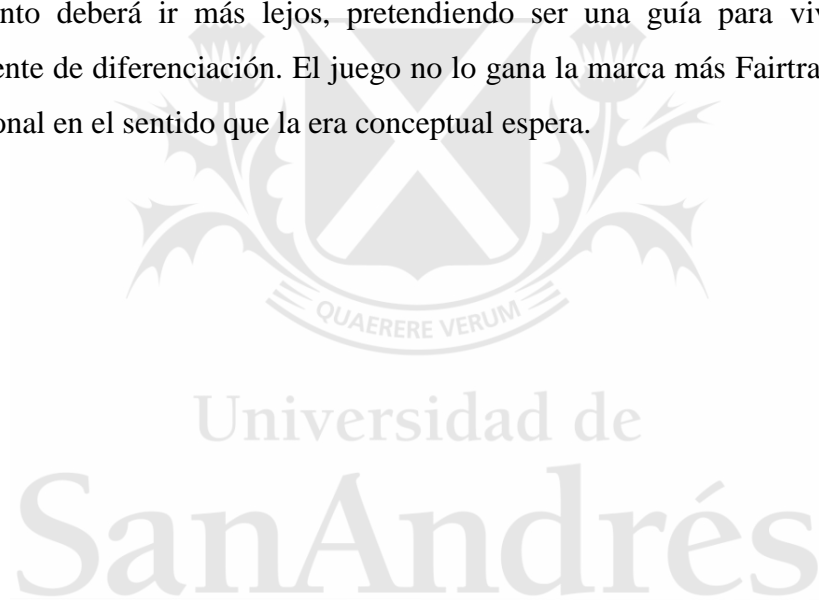 nto deberá ir más lejos, pretendiendo ser una guía para viv
ente de diferenciación. El juego no lo gana la marca más Fairtra
onal en el sentido que la era conceptual espera.
QUAERERE VERUM
Universidad de
SanAndrés